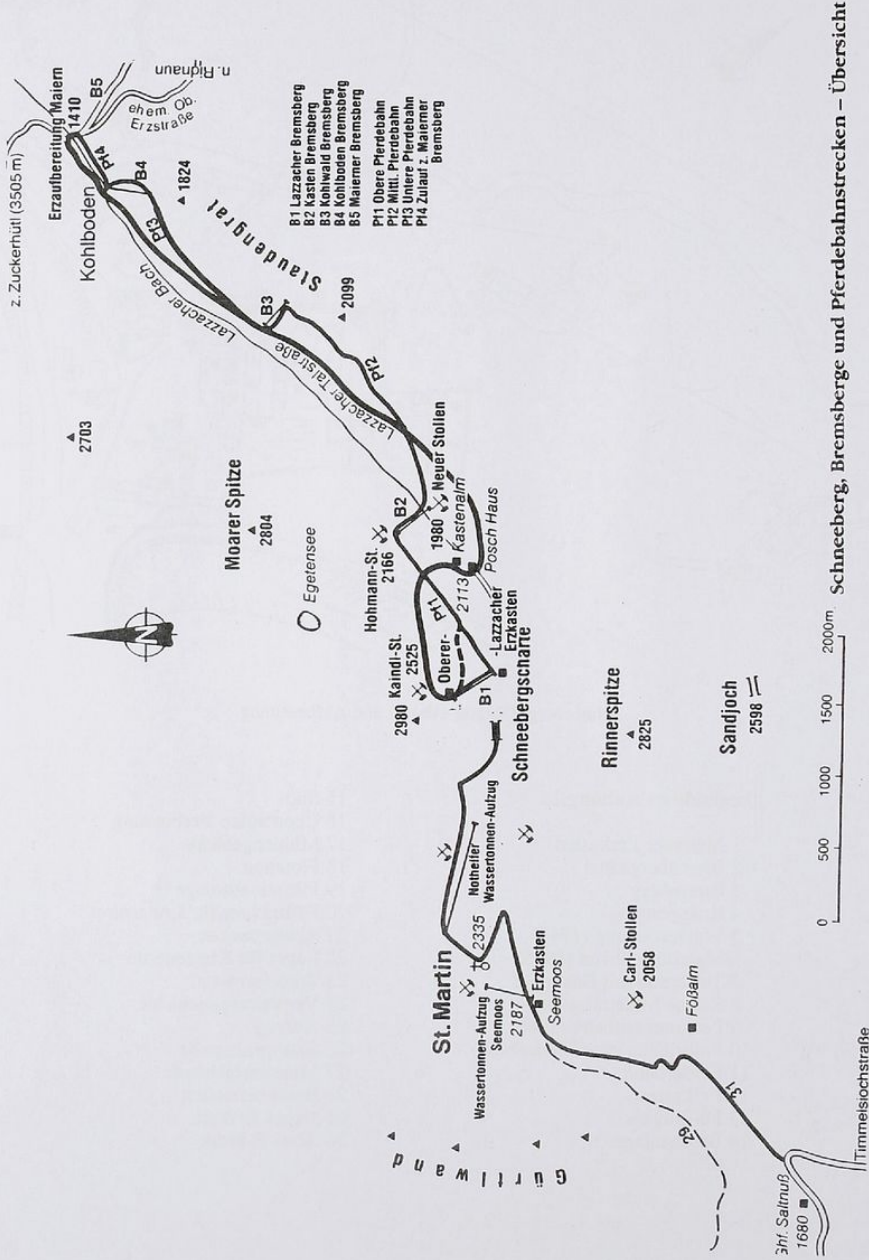 z. Zuckerhütl (3505 m)
Erzaufbereitung Maiern
1410
B5
n. Ridnaun
ehem. Ob.
Erzstraße
Kohlboden
Pf4
B4
1824
Pf3
Staudengrat
Lazzacher Bach
B3
2099
Lazzacher Talstraße
Pf2
B1 Lazzacher Bremsberg
B2 Kasten Bremsberg
B3 Kohlwald Bremsberg
B4 Kohlboden Bremsberg
B5 Maierner Bremsberg
Pf1 Obere Pferdebahn
Pf2 Mittl. Pferdebahn
Pf3 Untere Pferdebahn
Pf4 Zulauf z. Maierner
Bremsberg
2703
Moarer Spitze
2804
Egetensee
N
Neuer Stollen
B2
1980
Kastenalm
Posch Haus
Hohmann-St.
2166
2113
Pf1
Kaindl-St.
2525
2980
Oberer-
-Lazzacher
Erzkasten
B1
Schneebergscharte
Rinnerspitze
2825
Sandjoch
2598
Nothelfer
Wassertonnen-Aufzug
St. Martin
2335
Wassertonnen-Aufzug
Seemoos
2187
Erzkasten
Seemoos
Carl-Stollen
2058
Fößalm
Gürtlwand
29
31
Ghf. Saltnuß
1680
Timmelsjochstraße
0 500 1000 1500 2000m
Schneeberg, Bremsberge und Pferdebahnstrecken – Übersicht